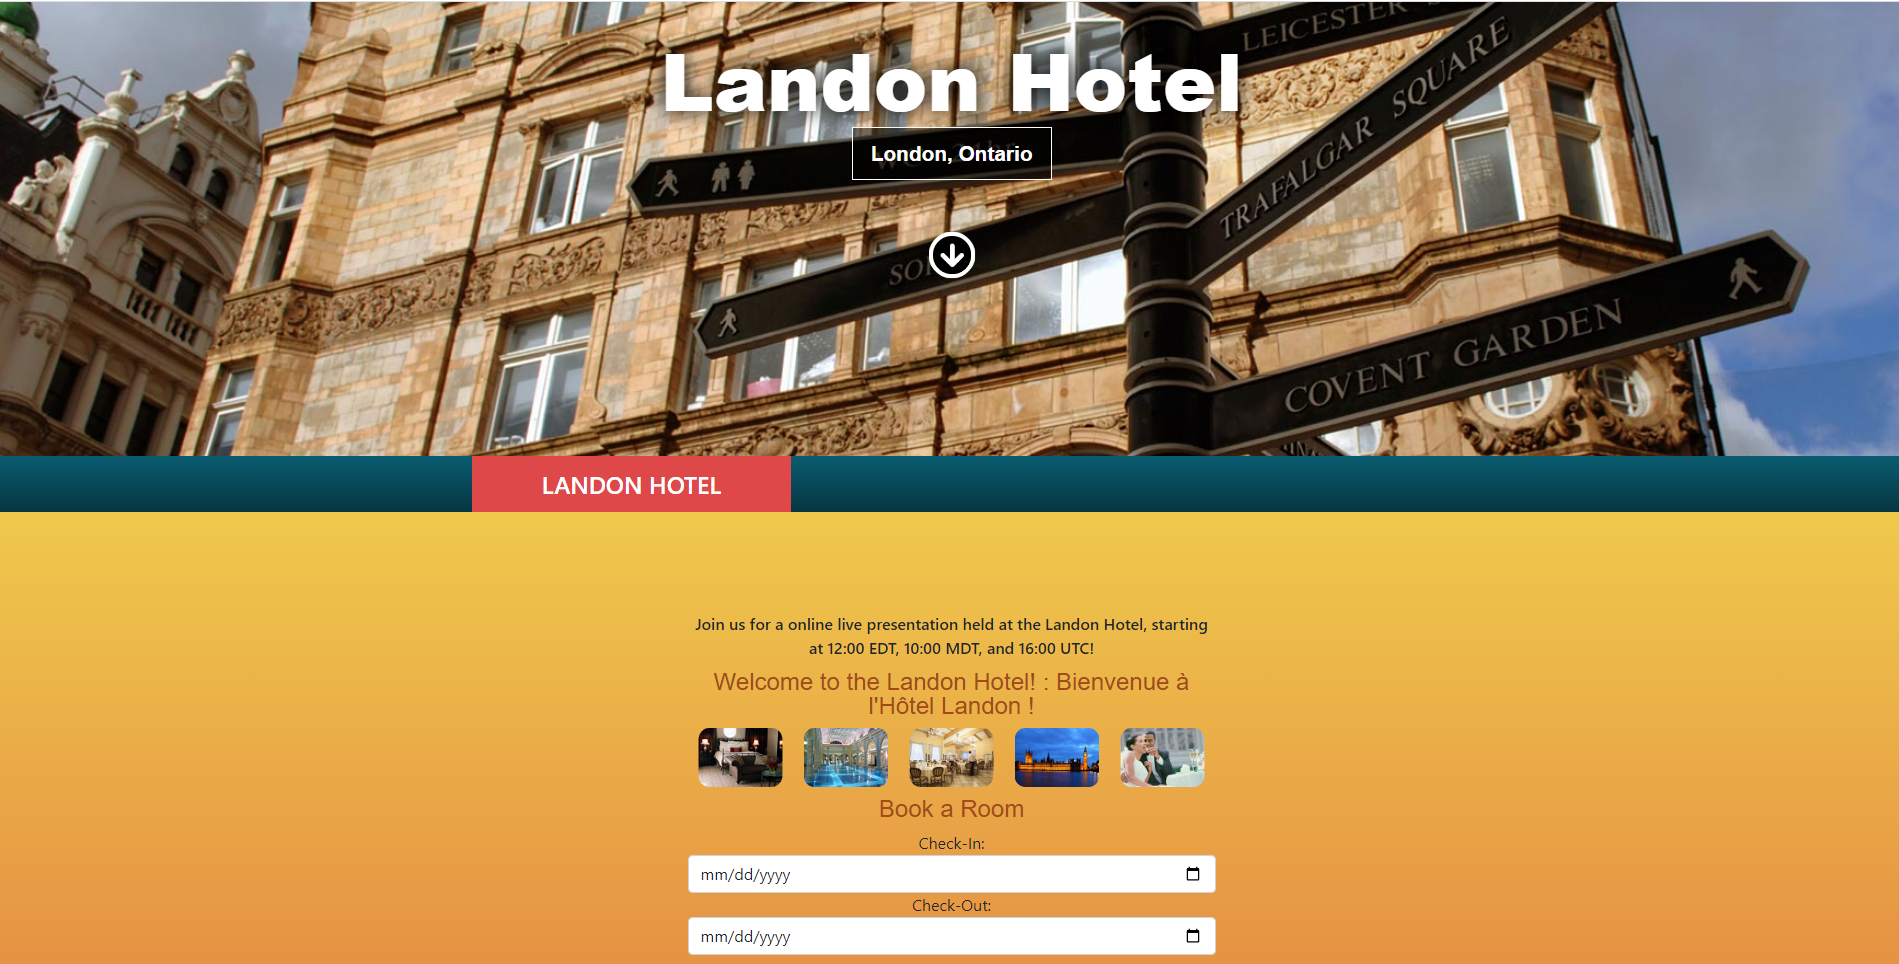 LEICESTER S
Landon Hotel
TRAFALGAR SQUARE
London, Ontario
SO
COVENT GARDEN
LANDON HOTEL
Join us for a online live presentation held at the Landon Hotel, starting
at 12:00 EDT, 10:00 MDT, and 16:00 UTC!
Welcome to the Landon Hotel! : Bienvenue à
l'Hôtel Landon !
Book a Room
Check-In:
mm/dd/yyyy
Check-Out:
mm/dd/yyyy